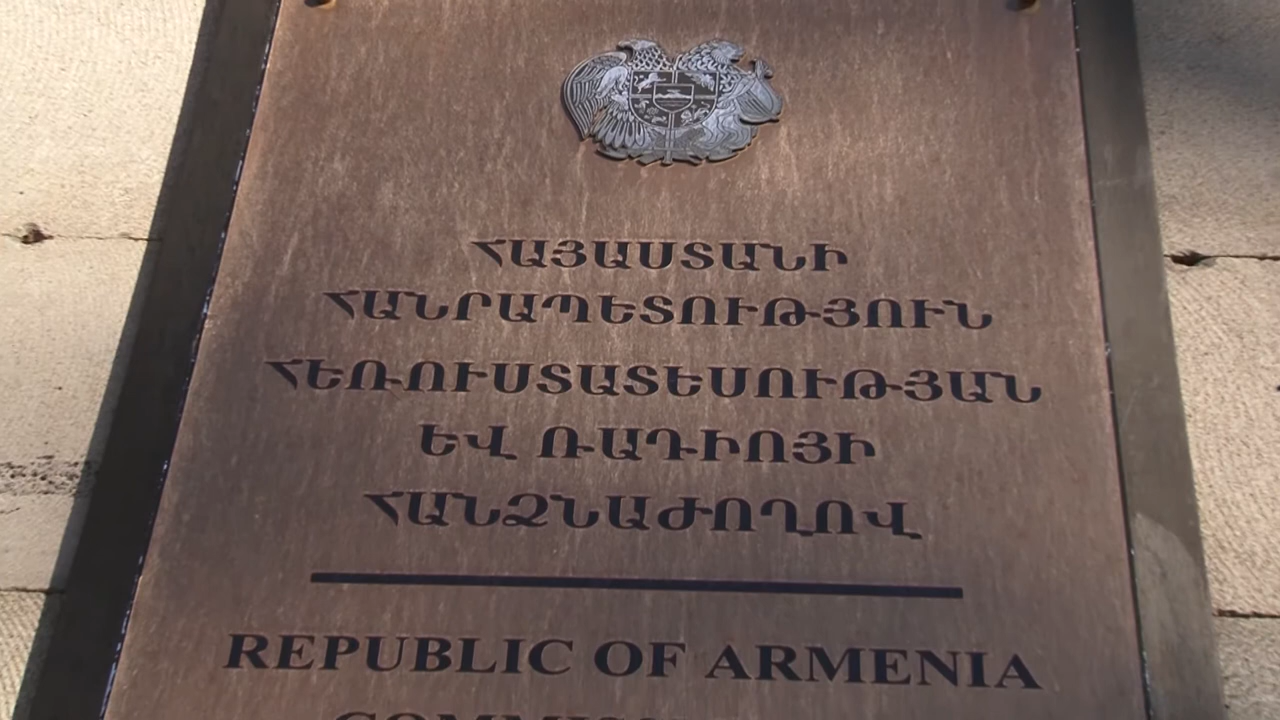 ՀԱՅԱՍՏԱՆԻ
ՀԱՆՐԱՊԵՏՈՒԹՅՈՒՆ
ՀԵՌՈՒՍՏԱՏԵՍՈՒԹՅԱՆ
ԵՎ ՌԱԴԻՈՅԻ
ՀԱՆՁՆԱԺՈՂՈՎ
REPUBLIC OF ARMENIA